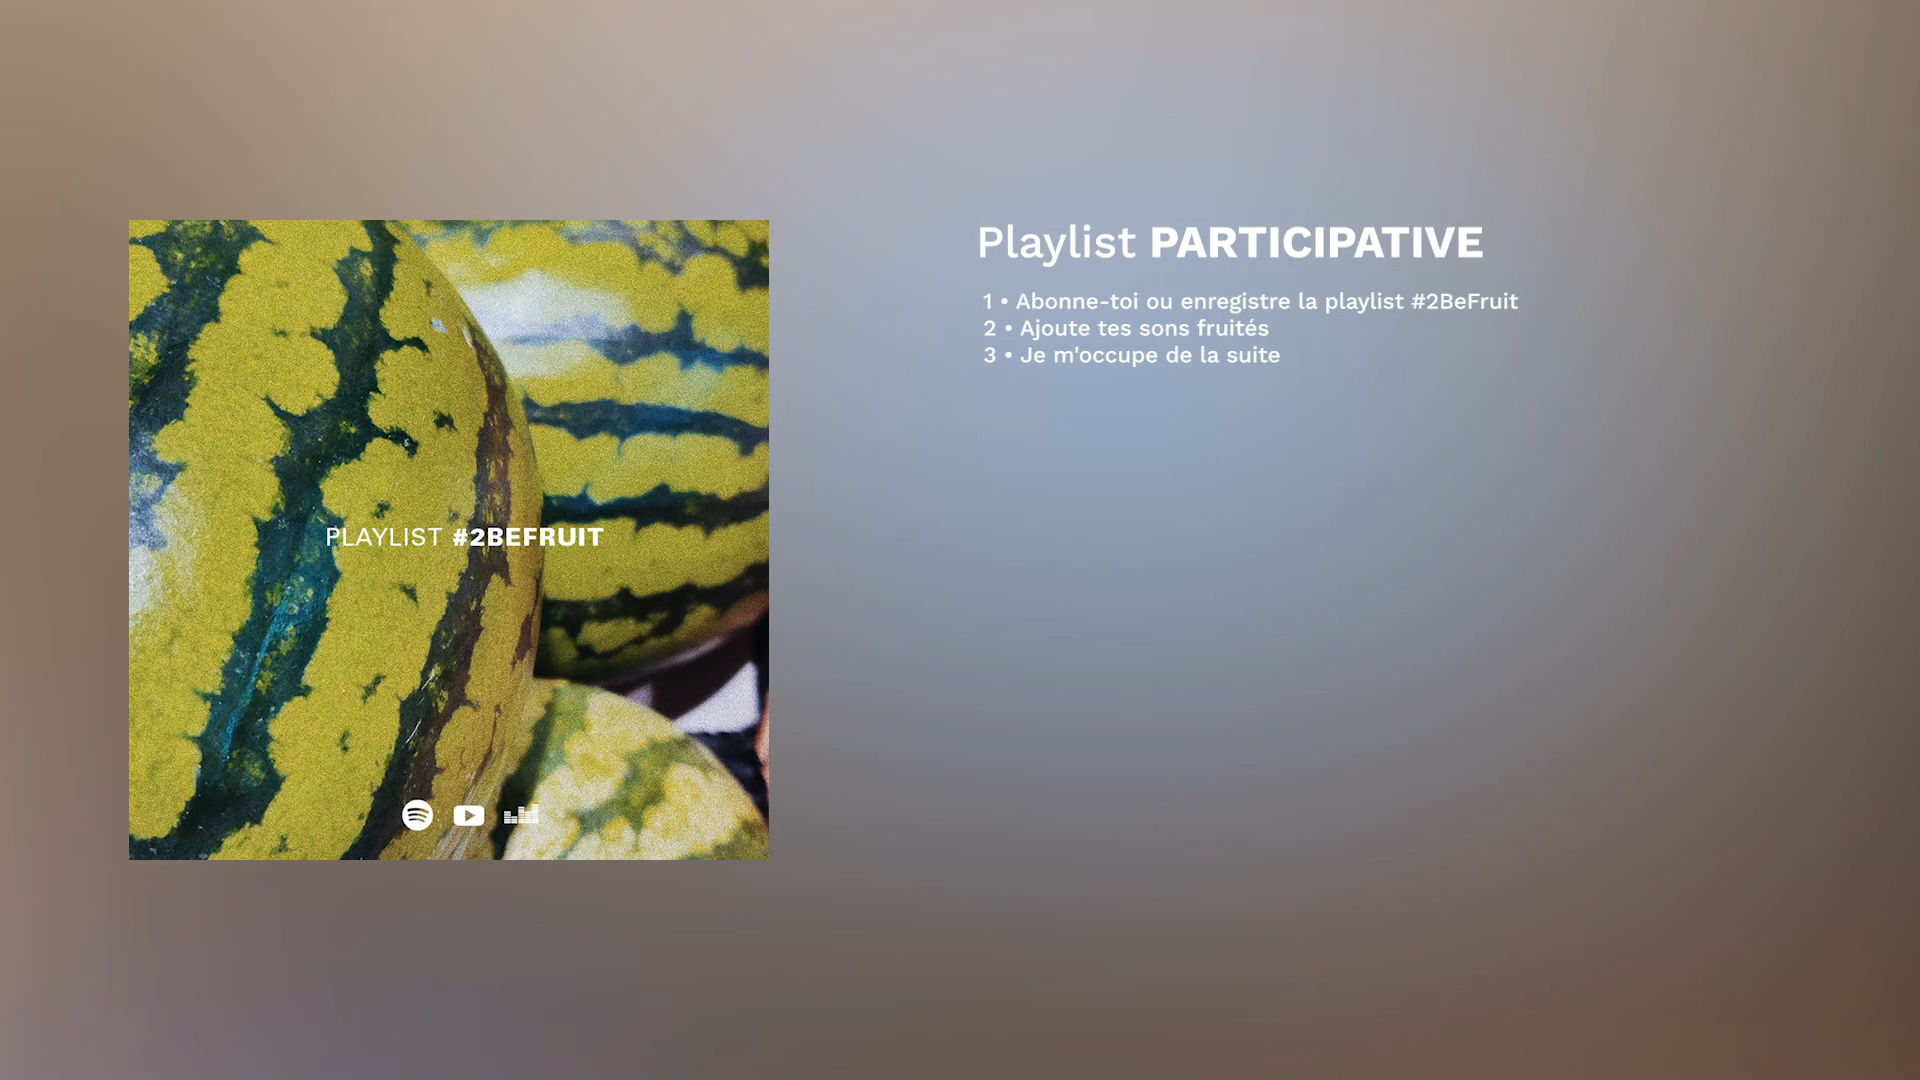 Playlist PARTICIPATIVE
1 • Abonne-toi ou enregistre la playlist #2BeFruit
2 • Ajoute tes sons fruités
3 • Je m'occupe de la suite
PLAYLIST #2BEFRUIT